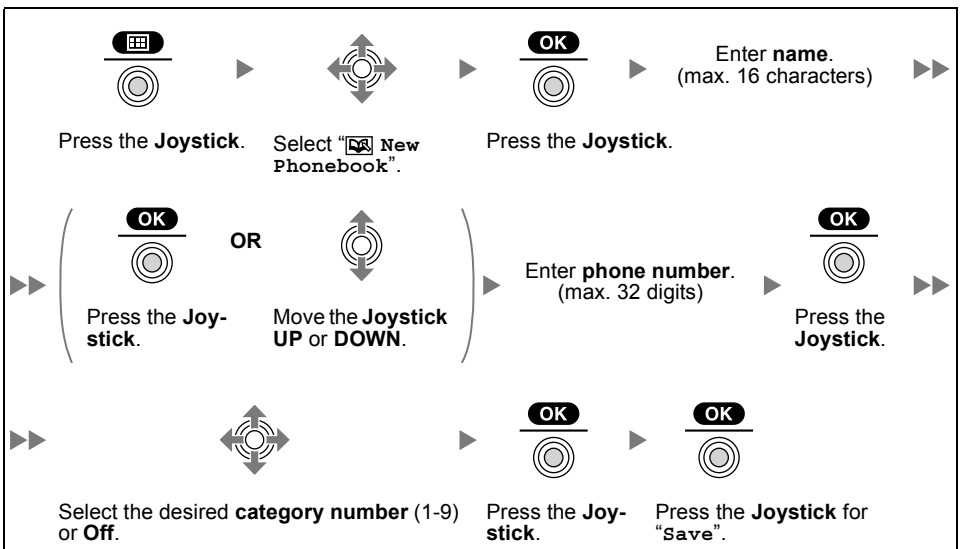 OK
Enter name.
(max. 16 characters)
Press the Joystick.
Select “ New
Phonebook”.
Press the Joystick.
OK
OR
Press the Joy-
stick.
Move the Joystick
UP or DOWN.
Enter phone number.
(max. 32 digits)
OK
Press the
Joystick.
Select the desired category number (1-9)
or Off.
OK
Press the Joy-
stick.
OK
Press the Joystick for
“Save”.